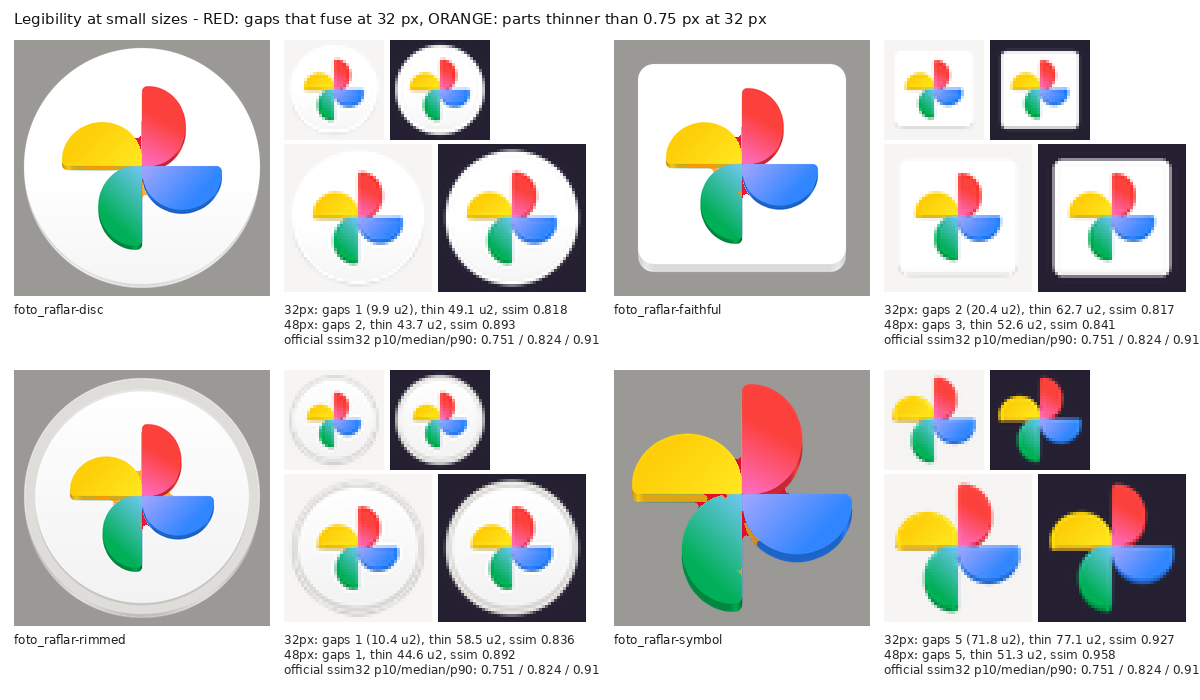 Legibility at small sizes - RED: gaps that fuse at 32 px, ORANGE: parts thinner than 0.75 px at 32 px
foto_raflar-disc
32px: gaps 1 (9.9 u2), thin 49.1 u2, ssim 0.818
48px: gaps 2, thin 43.7 u2, ssim 0.893
official ssim32 p10/median/p90: 0.751 / 0.824 / 0.91
foto_raflar-faithful
32px: gaps 2 (20.4 u2), thin 62.7 u2, ssim 0.817
48px: gaps 3, thin 52.6 u2, ssim 0.841
official ssim32 p10/median/p90: 0.751 / 0.824 / 0.91
foto_raflar-rimmed
32px: gaps 1 (10.4 u2), thin 58.5 u2, ssim 0.836
48px: gaps 1, thin 44.6 u2, ssim 0.892
official ssim32 p10/median/p90: 0.751 / 0.824 / 0.91
foto_raflar-symbol
32px: gaps 5 (71.8 u2), thin 77.1 u2, ssim 0.927
48px: gaps 5, thin 51.3 u2, ssim 0.958
official ssim32 p10/median/p90: 0.751 / 0.824 / 0.91